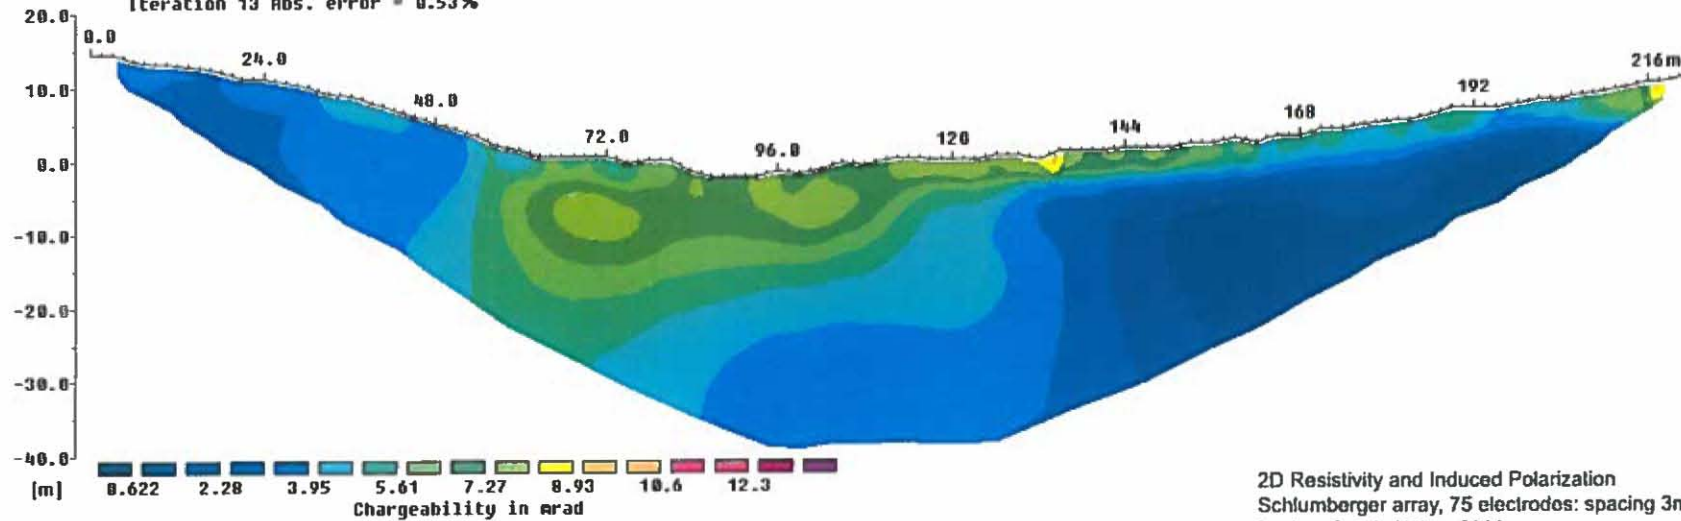 Iteration 13 Abs. error = 0.53%
20.0
0.0
24.0
216m
10.0
48.0
192
168
72.0
96.0
120
144
0.0
-10.0
-20.0
-30.0
-40.0
[m]
0.622 2.28 3.95 5.61 7.27 8.93 10.6 12.3
Chargeability in mrad
2D Resistivity and Induced Polarization
Schlumberger array, 75 electrodes: spacing 3m